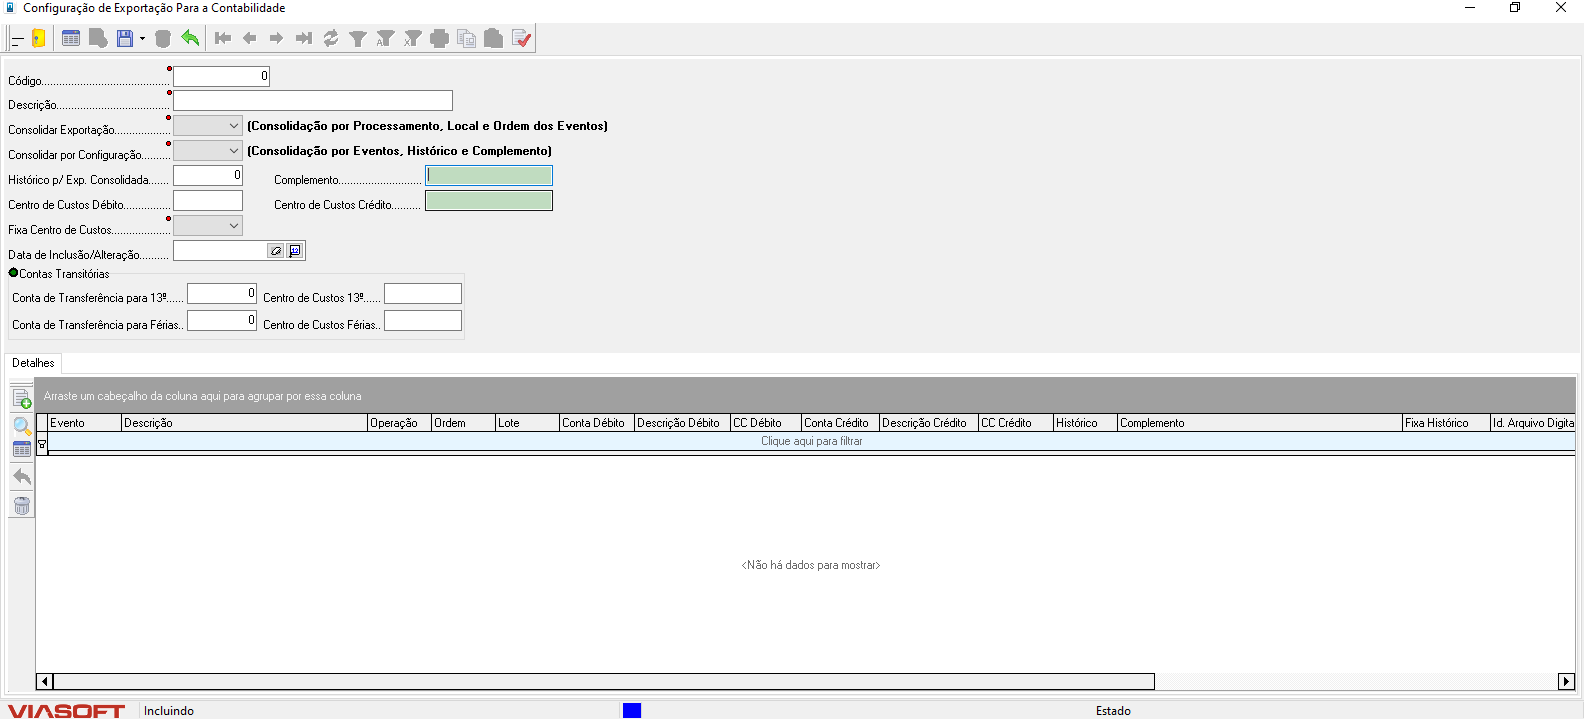 Configuração de Exportação Para a Contabilidade
Código........................................... 0
Descrição......................................
Consolidar Exportação................... (Consolidação por Processamento, Local e Ordem dos Eventos)
Consolidar por Configuração.......... (Consolidação por Eventos, Histórico e Complemento)
Histórico p/ Exp. Consolidada....... 0 Complemento............................
Centro de Custos Débito................ Centro de Custos Crédito..........
Fixa Centro de Custos....................
Data de Inclusão/Alteração..........
Contas Transitórias
Conta de Transferência para 13º...... 0 Centro de Custos 13º......
Conta de Transferência para Férias.. 0 Centro de Custos Férias..
Detalhes
Arraste um cabeçalho da coluna aqui para agrupar por essa coluna
Evento Descrição Operação Ordem Lote Conta Débito Descrição Débito CC Débito Conta Crédito Descrição Crédito CC Crédito Histórico Complemento Fixa Histórico Id. Arquivo Digita
Clique aqui para filtrar
<Não há dados para mostrar>
VIASOFT Incluindo Estado